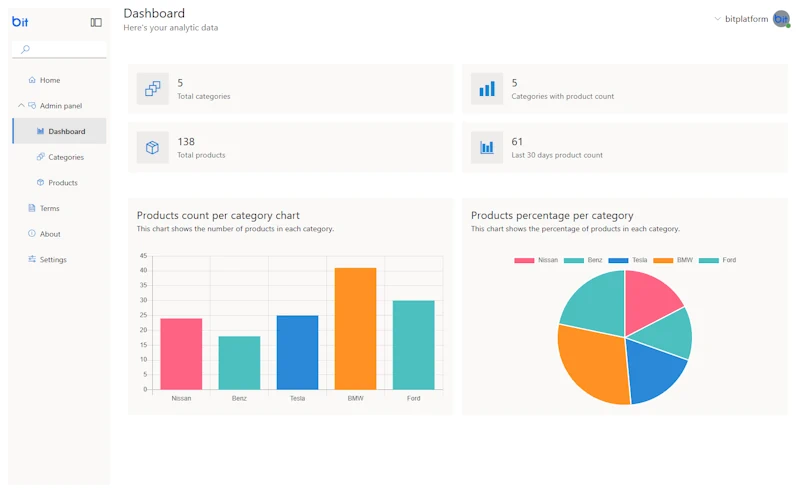 bit
Home
Admin panel
Dashboard
Categories
Products
Terms
About
Settings
Dashboard
Here's your analytic data
bitplatform
bit
5
Total categories
5
Categories with product count
138
Total products
61
Last 30 days product count
Products count per category chart
This chart shows the number of products in each category.
45
40
35
30
25
20
15
10
5
0
Nissan Benz Tesla BMW Ford
Products percentage per category
This chart shows the percentage of products in each category.
Nissan Benz Tesla BMW Ford